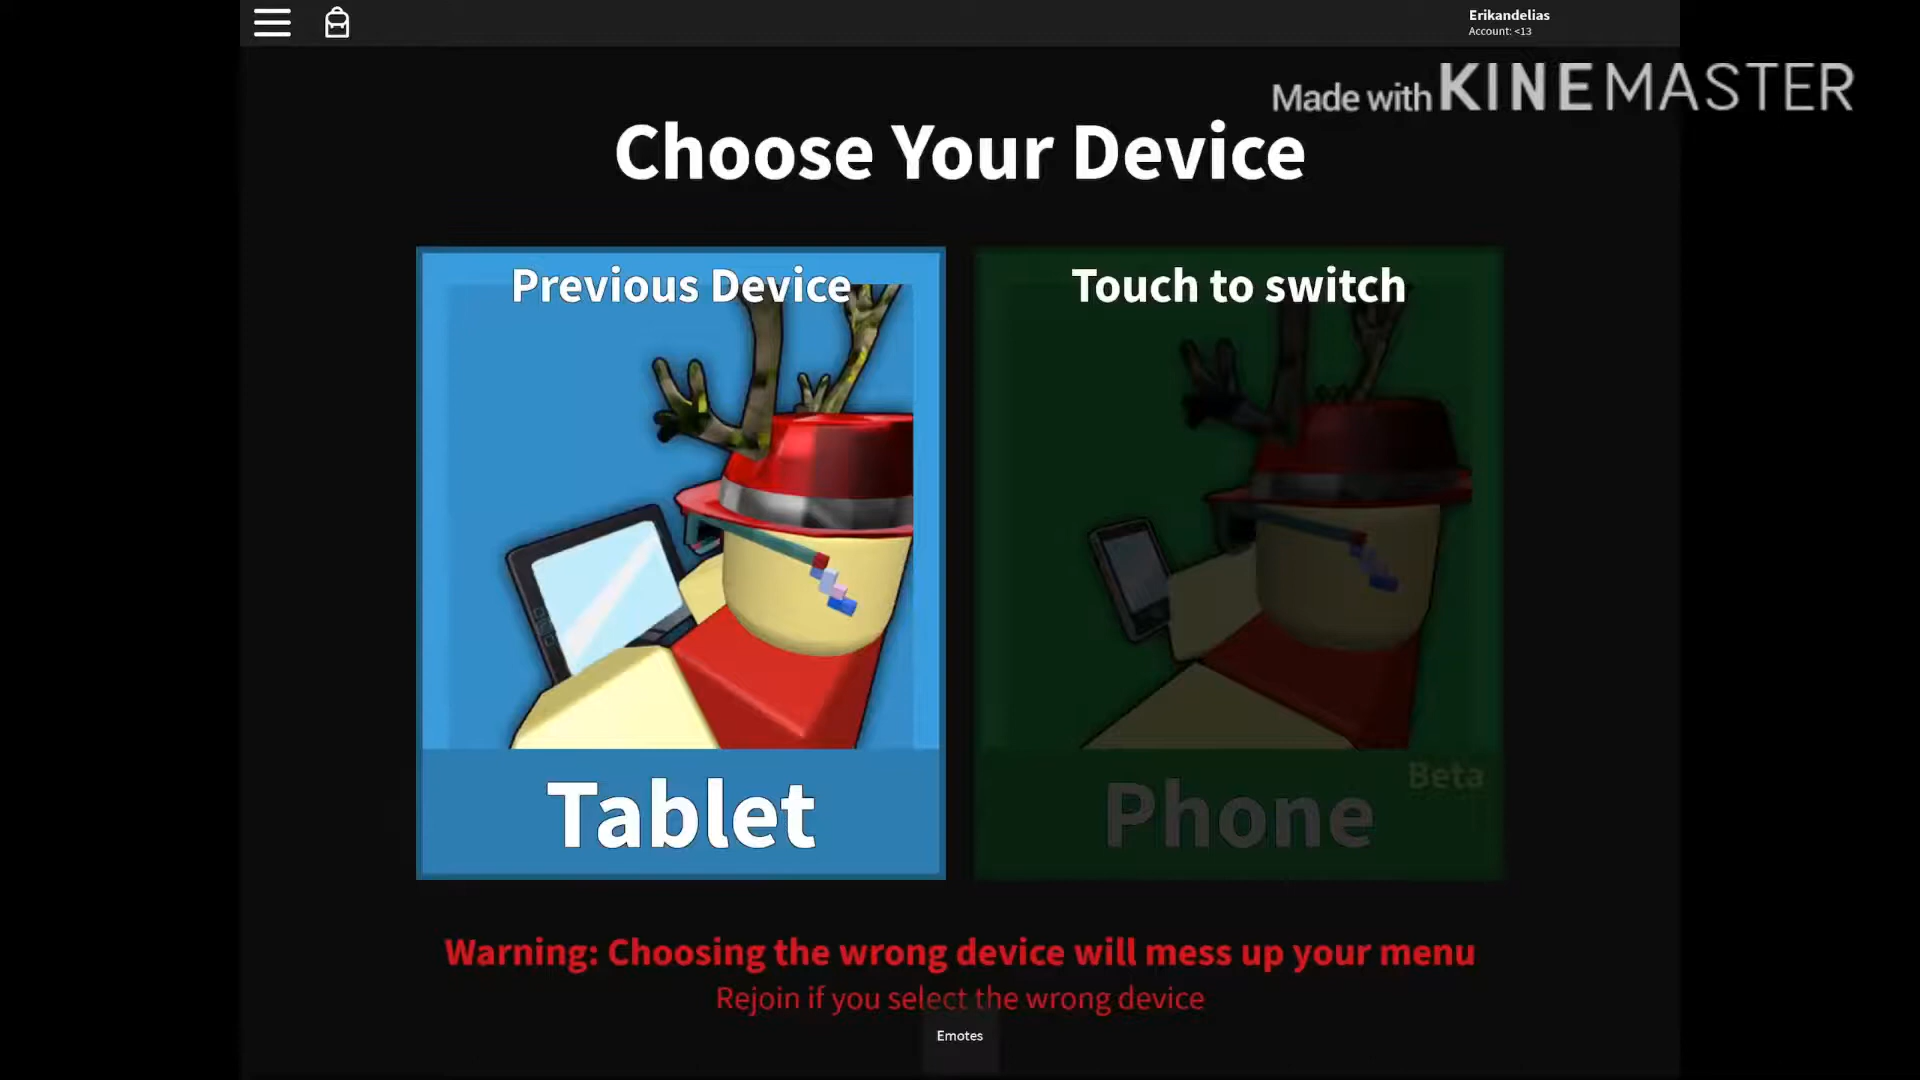 Erikandelias
Account: <13
Made with KINEMASTER
Choose Your Device
Previous Device
Touch to switch
Tablet
Beta
Phone
Warning: Choosing the wrong device will mess up your menu
Rejoin if you select the wrong device
Emotes